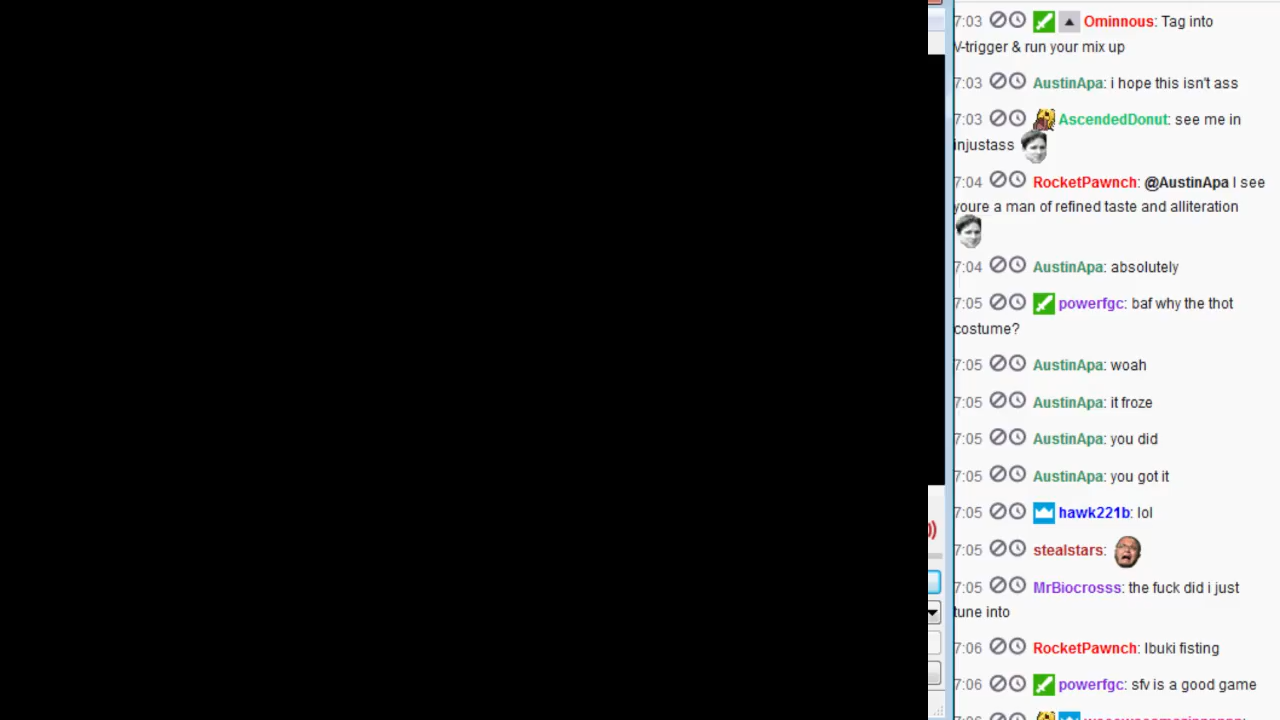 7:03 Ominnous: Tag into
V-trigger & run your mix up
7:03 AustinApa: i hope this isn't ass
7:03 AscendedDonut: see me in
injustass
7:04 RocketPawnch: @AustinApa I see
youre a man of refined taste and alliteration
7:04 AustinApa: absolutely
7:05 powerfgc: baf why the thot
costume?
7:05 AustinApa: woah
7:05 AustinApa: it froze
7:05 AustinApa: you did
7:05 AustinApa: you got it
7:05 hawk221b: lol
7:05 stealstars:
7:05 MrBiocrosss: the fuck did i just
tune into
7:06 RocketPawnch: Ibuki fisting
7:06 powerfgc: sfv is a good game
7:06